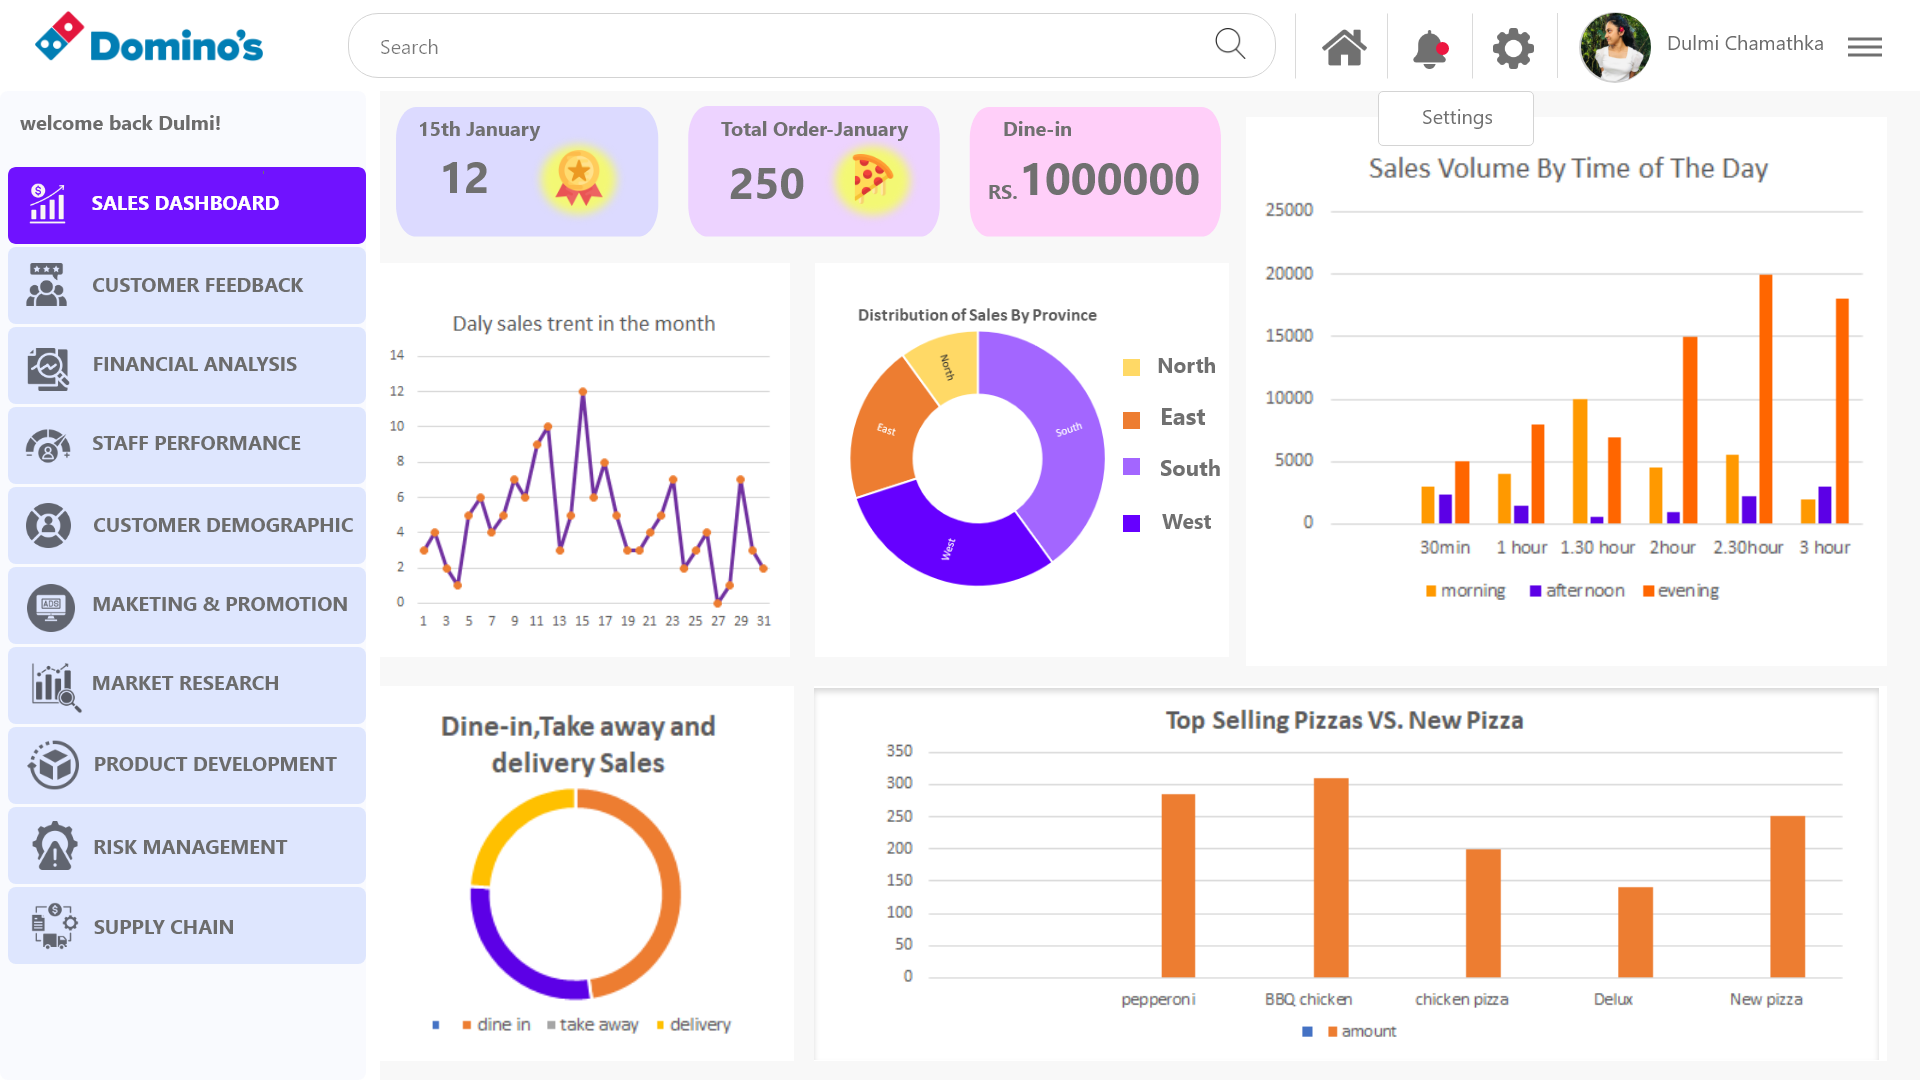 Domino's
Search
Dulmi Chamathka
Settings
welcome back Dulmi!
SALES DASHBOARD
CUSTOMER FEEDBACK
FINANCIAL ANALYSIS
STAFF PERFORMANCE
CUSTOMER DEMOGRAPHIC
MAKETING & PROMOTION
ADS
MARKET RESEARCH
PRODUCT DEVELOPMENT
RISK MANAGEMENT
SUPPLY CHAIN
15th January
12
Total Order-January
250
Dine-in
RS. 1000000
Daly sales trent in the month
14
12
10
8
6
4
2
0
1 3 5 7 9 11 13 15 17 19 21 23 25 27 29 31
Distribution of Sales By Province
North
East
South
West
North
East
South
West
Sales Volume By Time of The Day
25000
20000
15000
10000
5000
0
30min 1 hour 1.30 hour 2hour 2.30hour 3 hour
morning afternoon evening
Dine-in,Take away and
delivery Sales
dine in take away delivery
Top Selling Pizzas VS. New Pizza
350
300
250
200
150
100
50
0
pepperoni BBQ chicken chicken pizza Delux New pizza
amount